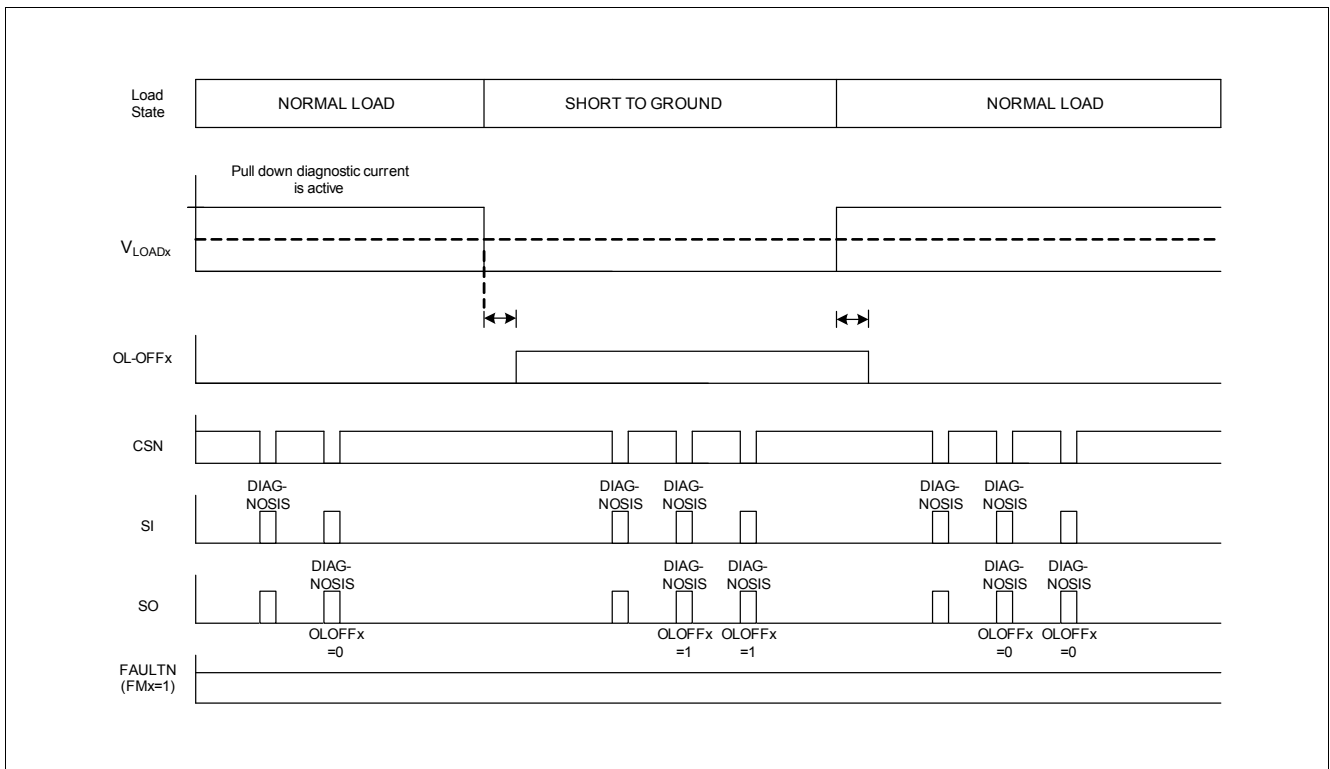 Load
State
NORMAL LOAD
SHORT TO GROUND
NORMAL LOAD
Pull down diagnostic current
is active
VLOADx
OL-OFFx
CSN
DIAG-
NOSIS
DIAG-
NOSIS
DIAG-
NOSIS
DIAG-
NOSIS
DIAG-
NOSIS
SI
DIAG-
NOSIS
DIAG-
NOSIS
DIAG-
NOSIS
DIAG-
NOSIS
DIAG-
NOSIS
SO
OLOFFx
=0
OLOFFx
=1
OLOFFx
=1
OLOFFx
=0
OLOFFx
=0
FAULTN
(FMx=1)